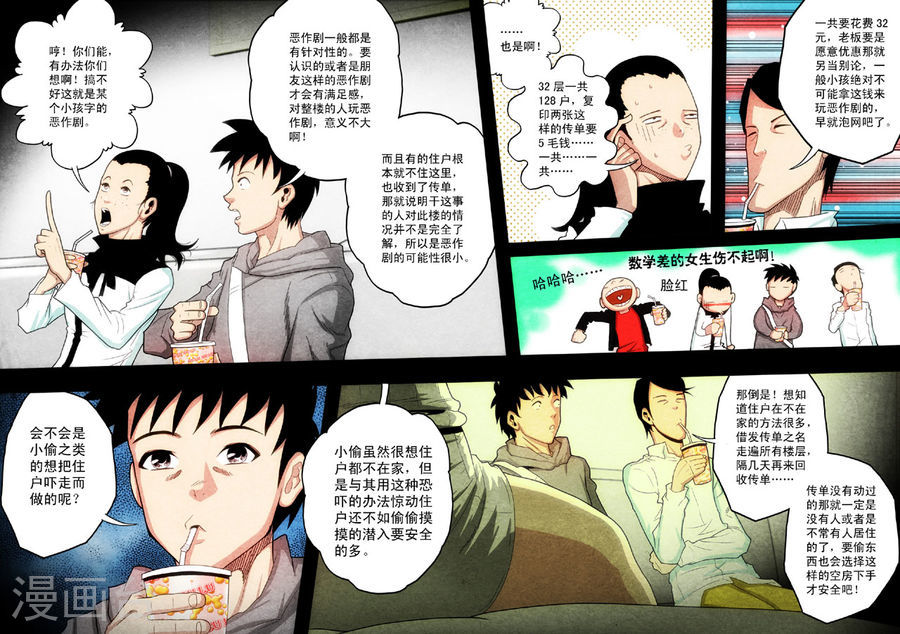 哼！你们能，
有办法你们
想啊！搞不
好这就是某
个小孩字的
恶作剧。
恶作剧一般都是
有针对性的。要
认识的或者是朋
友这样的恶作剧
才会有满足感，
对整楼的人玩恶
作剧，意义不大
啊！
而且有的住户根
本就不住这里，
也收到了传单，
那就说明干这事
的人对此楼的情
况并不是完全了
解，所以是恶作
剧的可能性很小。
……
也是啊！
32 层一共
128 户，复
印两张这
样的传单要
5 毛钱……
一共……一
共……
一共要花费 32
元，老板要是
愿意优惠那就
另当别论，一
般小孩绝对不
可能拿这钱来
玩恶作剧的，
早就泡网吧了。
数学差的女生伤不起啊!
哈哈哈……
脸红
会不会是
小偷之类
的想把住
户吓走而
做的呢？
小偷虽然很想住
户都不在家，但
是与其用这种恐
吓的办法惊动住
户还不如偷偷摸
摸的潜入要安全
的多。
那倒是！想知
道住户在不在
家的方法很多，
借发传单之名
走遍所有楼层，
隔几天再来回
收传单……
传单没有动过
的那就一定是
没有人或者是
不常有人居住
的了，要偷东
西也会选择这
样的空房下手
才安全吧！
漫画